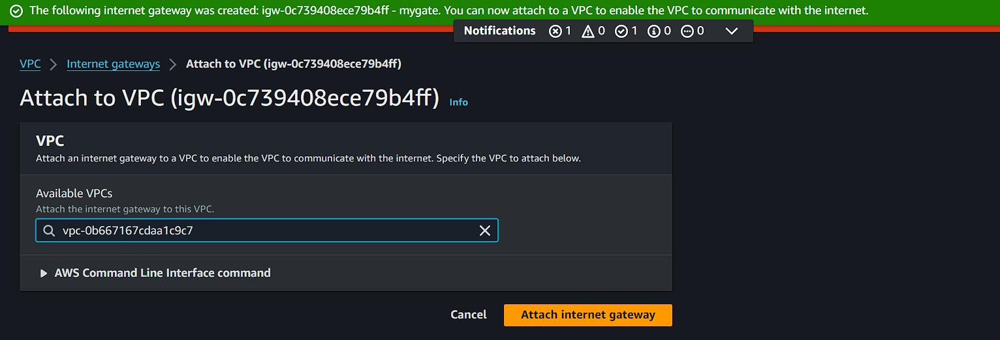 The following internet gateway was created: igw-0c739408ece79b4ff - mygate. You can now attach to a VPC to enable the VPC to communicate with the internet.
Notifications 1 0 1 0 0
VPC Internet gateways Attach to VPC (igw-0c739408ece79b4ff)
Attach to VPC (igw-0c739408ece79b4ff) Info
VPC
Attach an internet gateway to a VPC to enable the VPC to communicate with the internet. Specify the VPC to attach below.
Available VPCs
Attach the internet gateway to this VPC.
vpc-0b667167cdaa1c9c7
AWS Command Line Interface command
Cancel Attach internet gateway